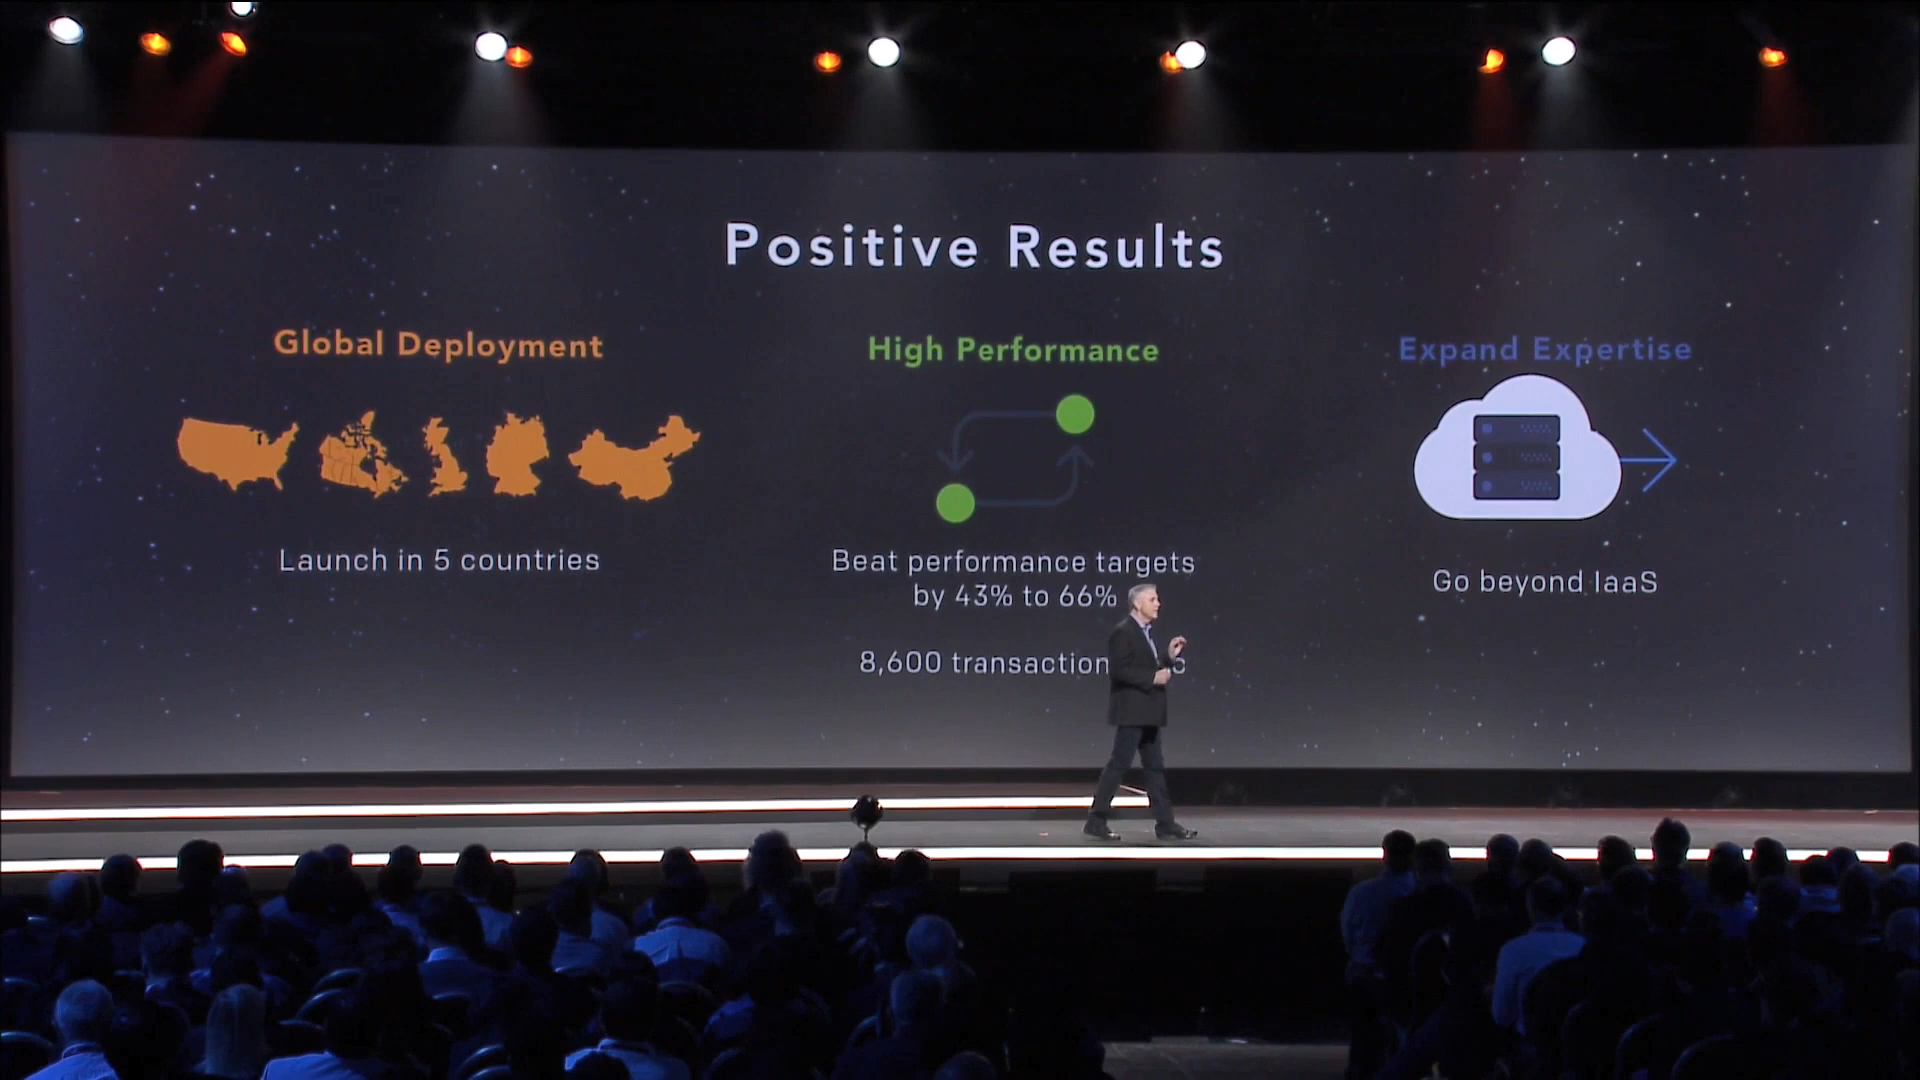 Positive Results
Global Deployment
Launch in 5 countries
High Performance
Beat performance targets
by 43% to 66%
8,600 transaction
Expand Expertise
Go beyond IaaS